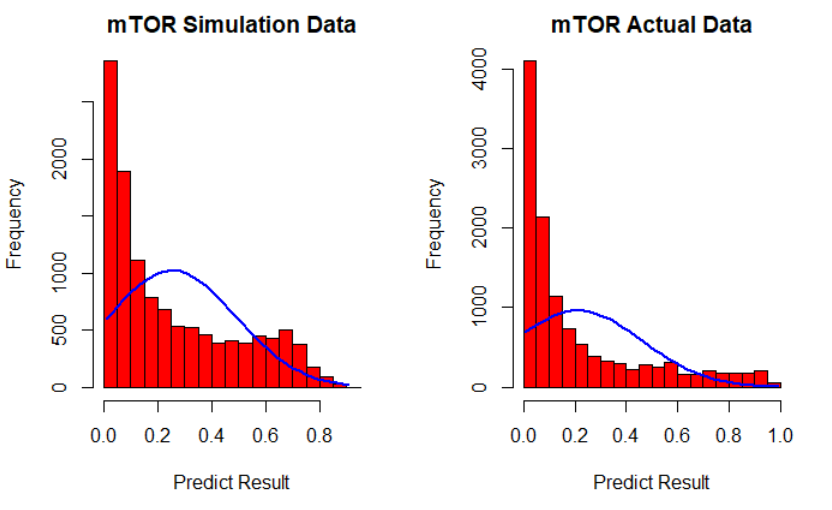 mTOR Simulation Data
Frequency
0
500
1000
2000
0.0 0.2 0.4 0.6 0.8
Predict Result
mTOR Actual Data
Frequency
0
1000
2000
3000
4000
0.0 0.2 0.4 0.6 0.8 1.0
Predict Result